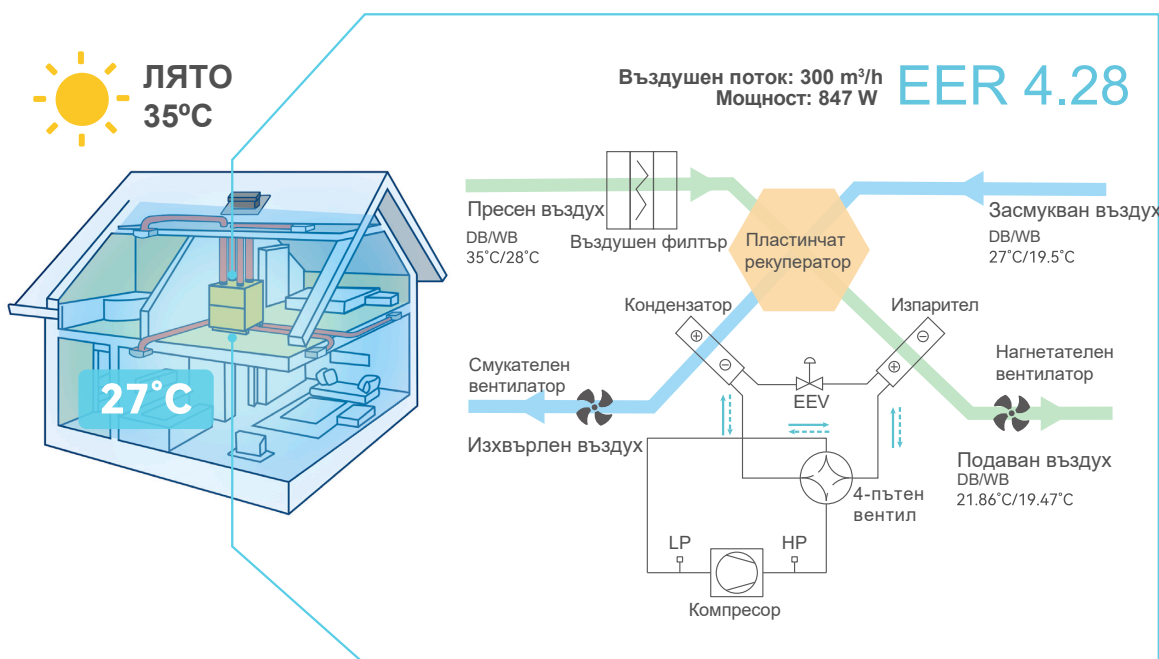 ЛЯТО
35ºC
Въздушен поток: 300 m³/h
Мощност: 847 W
EER 4.28
Пресен въздух
DB/WB
35˚C/28˚C
Въздушен филтър
Пластинчат
рекуператор
Засмукван въздух
DB/WB
27˚C/19.5˚C
Кондензатор
Изпарител
27˚C
Смукателен
вентилатор
EEV
Нагнетателен
вентилатор
Изхвърлен въздух
Подаван въздух
DB/WB
21.86˚C/19.47˚C
4-пътен
вентил
LP
HP
Компресор